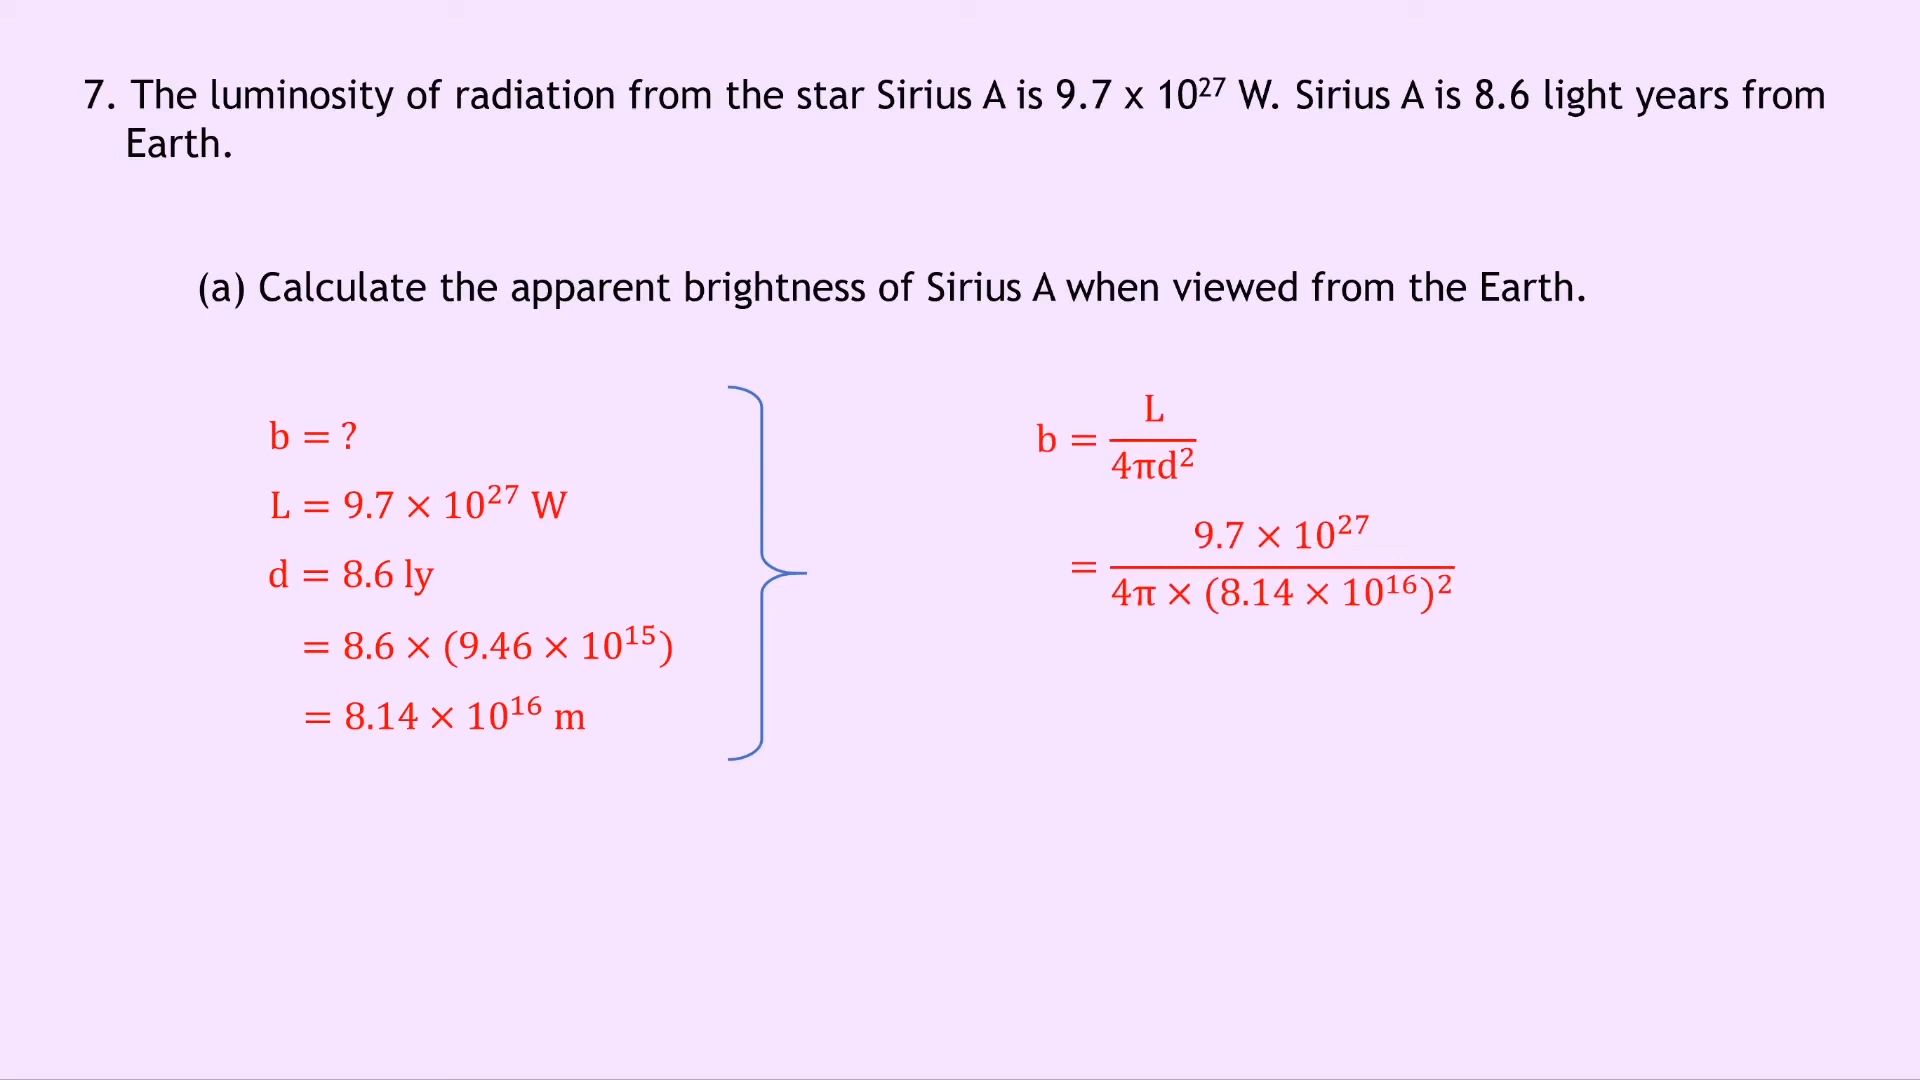 7. The luminosity of radiation from the star Sirius A is 9.7 x 10²⁷ W. Sirius A is 8.6 light years from
Earth.
(a) Calculate the apparent brightness of Sirius A when viewed from the Earth.
b = ?
L = 9.7 × 10²⁷ W
d = 8.6 ly
= 8.6 × (9.46 × 10¹⁵)
= 8.14 × 10¹⁶ m
b = L / 4πd²
= 9.7 × 10²⁷ / 4π × (8.14 × 10¹⁶)²